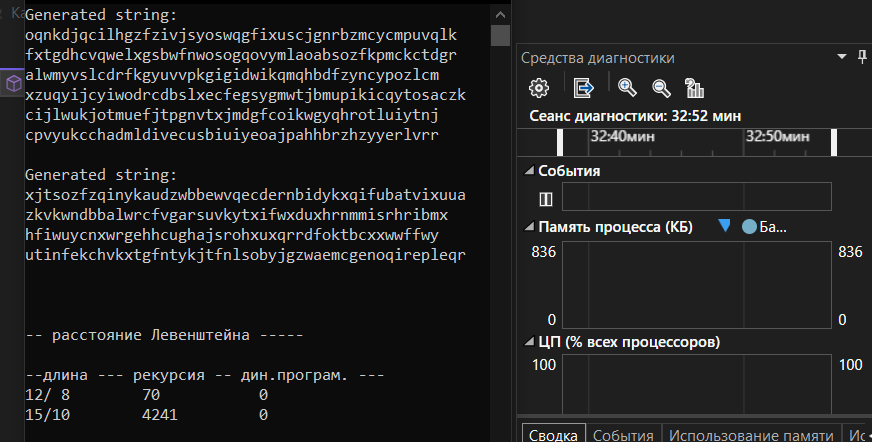 Generated string:
oqnkdjqcilhgzfzivjsyoswqgfixuscjgnrbzmcycmpuvqlk
fxtgdhcvqwelxgsbwfnwosogqovymlaoabsozfkpmckctdgr
alwmyvslcdrfkgyuvvpkgigidwikqmqhbdfzyncypozlcm
xzuqyijcyiwodrcdbslxecfegsygmwtjbmupikicqytosaczk
cijlwukjotmuefjtpgnvtxjmdgfcoikwgyqhrotluiytnj
cpvyukcchadmldivecusbiuiyeoajpahhbrzhzyyerlvrr
Generated string:
xjtsozfzqinykaudzwbbewvqecdernbidykxqifubatvixuua
zkvkwndbbalwrcfvgarsuvkytxifwxduxhrnmmisrhribmx
hfiwuycnxwrgehhcughajsrohxuxqrrdfoktbcxxwwffwy
utinfekchvkxtgfntykjtfnlsobyjgzwaemcgenoqirepleqr
-- расстояние Левенштейна -----
--длина --- рекурсия -- дин.програм. ---
12/ 8 70 0
15/10 4241 0
Средства диагностики
Сеанс диагностики: 32:52 мин
32:40мин 32:50мин
События
Память процесса (КБ) Ба...
836 836
0 0
ЦП (% всех процессоров)
100 100
Сводка События Использование памяти